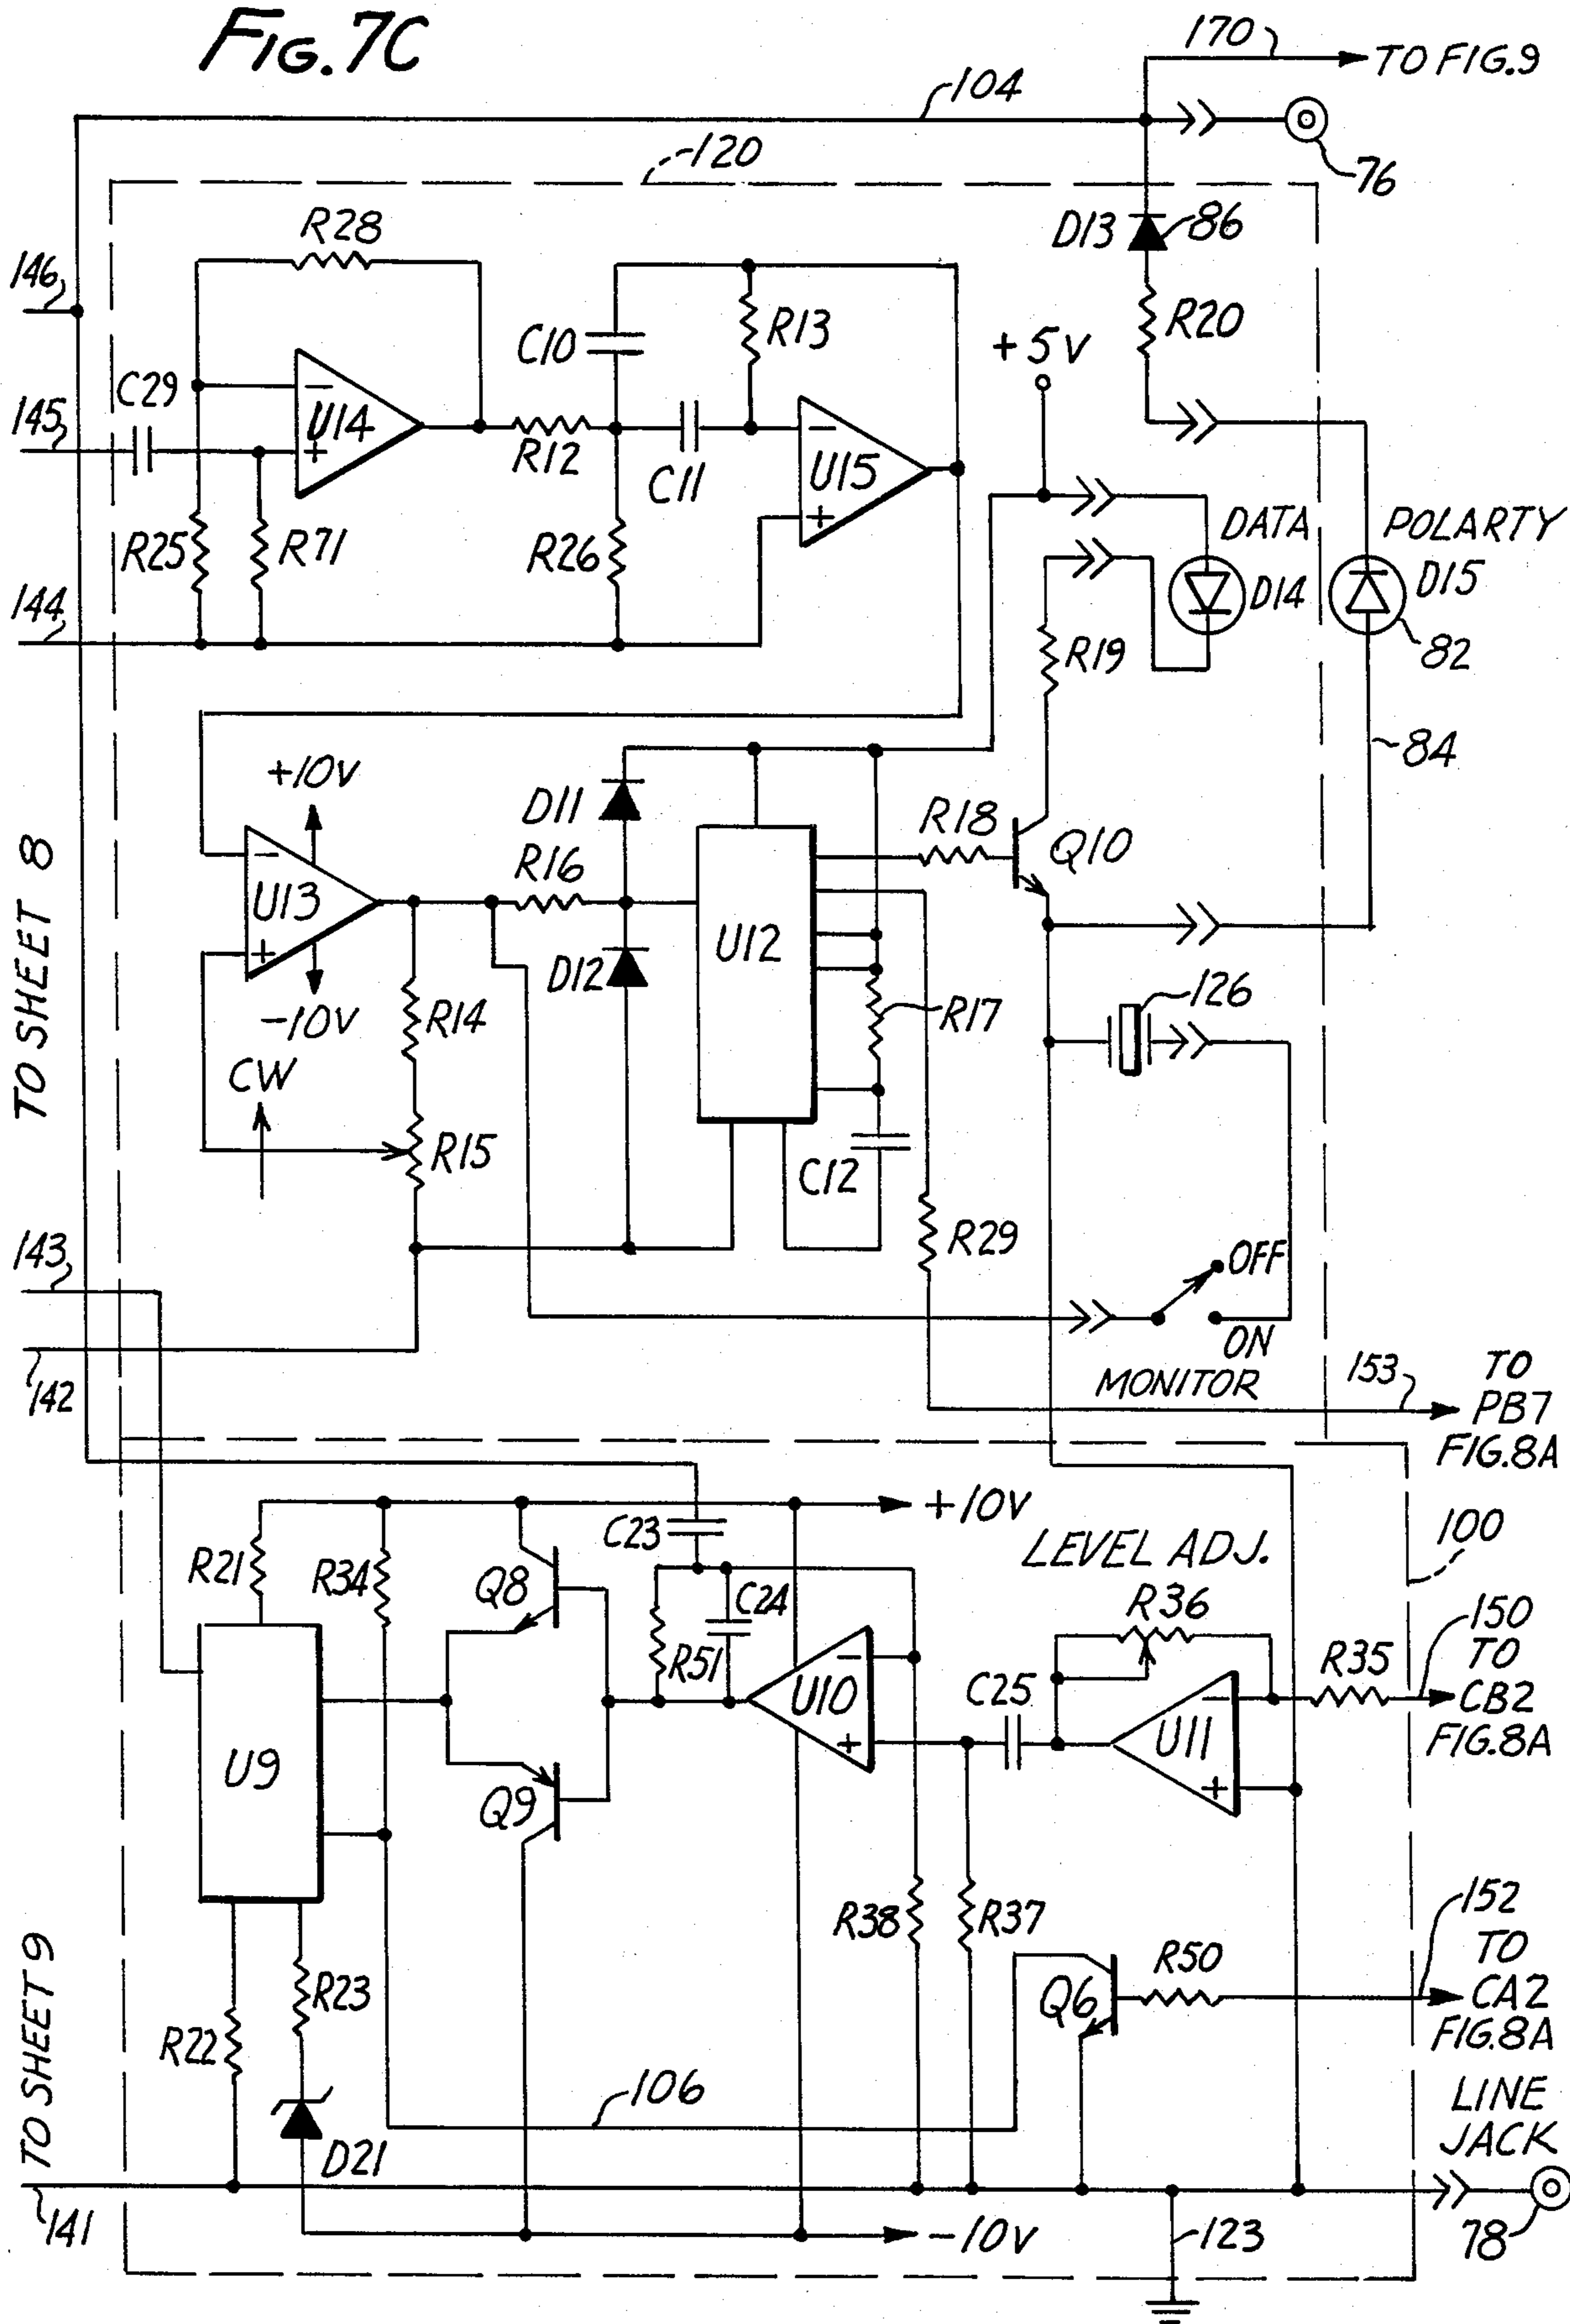 FIG. 7C
170
TO FIG. 9
104
120
76
R28
D13
86
146
C10
R13
R20
+5V
C29
145
U14
-
+
R12
C11
U15
-
+
DATA
POLARTY
R25
R71
R26
D14
D15
144
R19
82
84
+10V
D11
R18
Q10
TO SHEET 8
-
U13
+
R16
U12
D12
126
-10V
R14
R17
CW
R15
C12
143
R29
OFF
ON
142
MONITOR
153
TO
PB7
FIG. 8A
+10V
C23
LEVEL ADJ.
100
R21
R34
Q8
C24
R36
150
R51
TO
CB2
FIG. 8A
R35
U10
-
+
C25
U11
-
+
U9
Q9
R38
R37
152
TO
CA2
FIG. 8A
R50
Q6
TO SHEET 9
R23
R22
106
LINE
JACK
D21
141
-10V
123
78